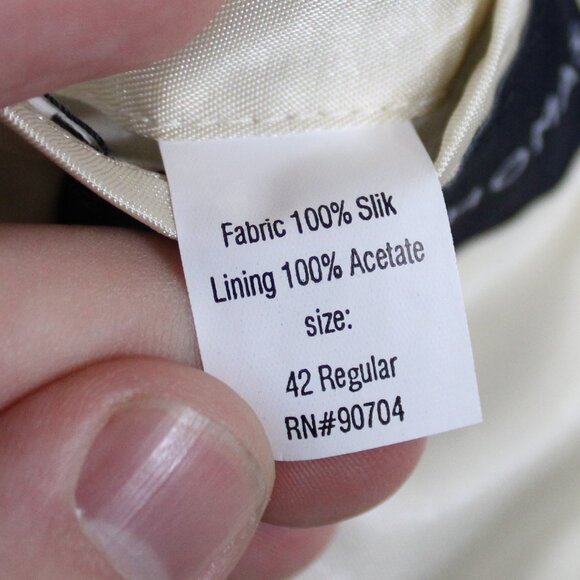 Fabric 100% Slik
Lining 100% Acetate
size:
42 Regular
RN#90704